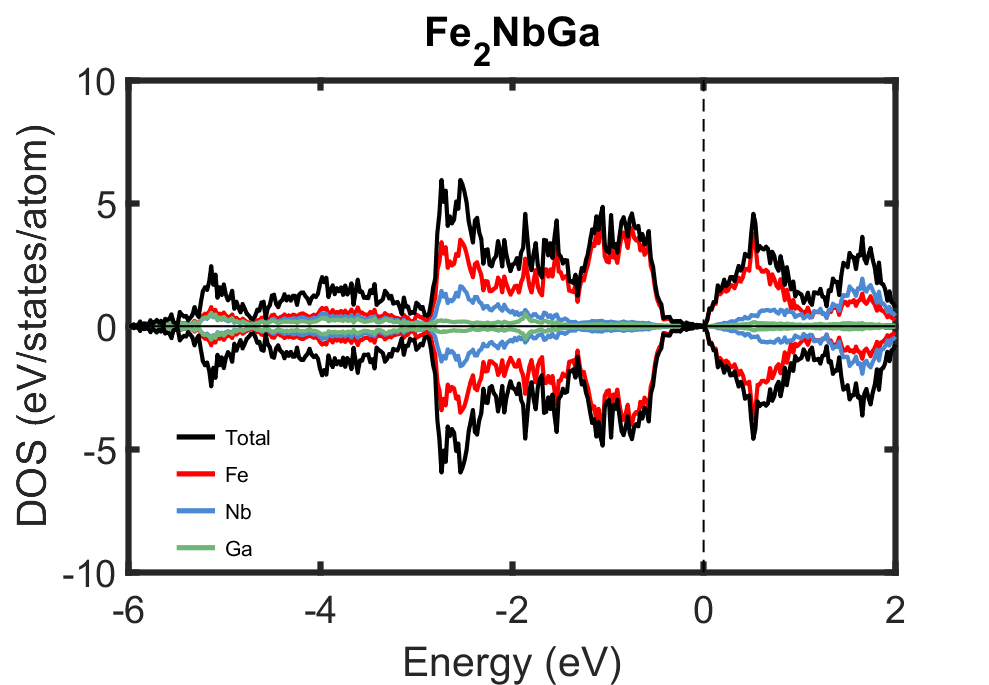 Fe₂NbGa
10
5
0
-5
-10
DOS (eV/states/atom)
Total
Fe
Nb
Ga
-6 -4 -2 0 2
Energy (eV)